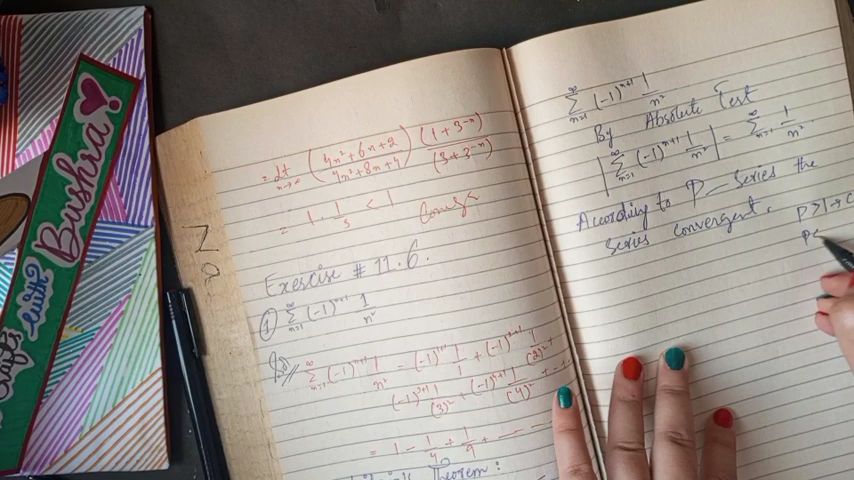 Bushra
Crafts with
= lt n→∞ (4n²+6n+2 / 4n²+8n+4) (1+3⁻ⁿ) / (3+3⁻ⁿ)
= 1 · 1/3 < 1
Exercise # 11.6.
① ∞ Σ n=1 (-1)ⁿ⁺¹ 1/n²
∞ Σ n=1 (-1)ⁿ⁺¹ 1/n² = (-1)¹⁺¹ 1/1 + (-1)²⁺¹ 1/(2)² +
(-1)³⁺¹ 1/(3)² + (-1)⁴⁺¹ 1/(4)² + - + ..
= 1 - 1/4 + 1/9 + - - -
Theorem:
∞ Σ n=1 (-1)ⁿ⁺¹ 1/n²
By Absolute Test
| ∞ Σ n=1 (-1)ⁿ⁺¹ 1/n² | = ∞ Σ n=1 1/n²
According to P-Series the
Series convergent.
P>1→C
P<